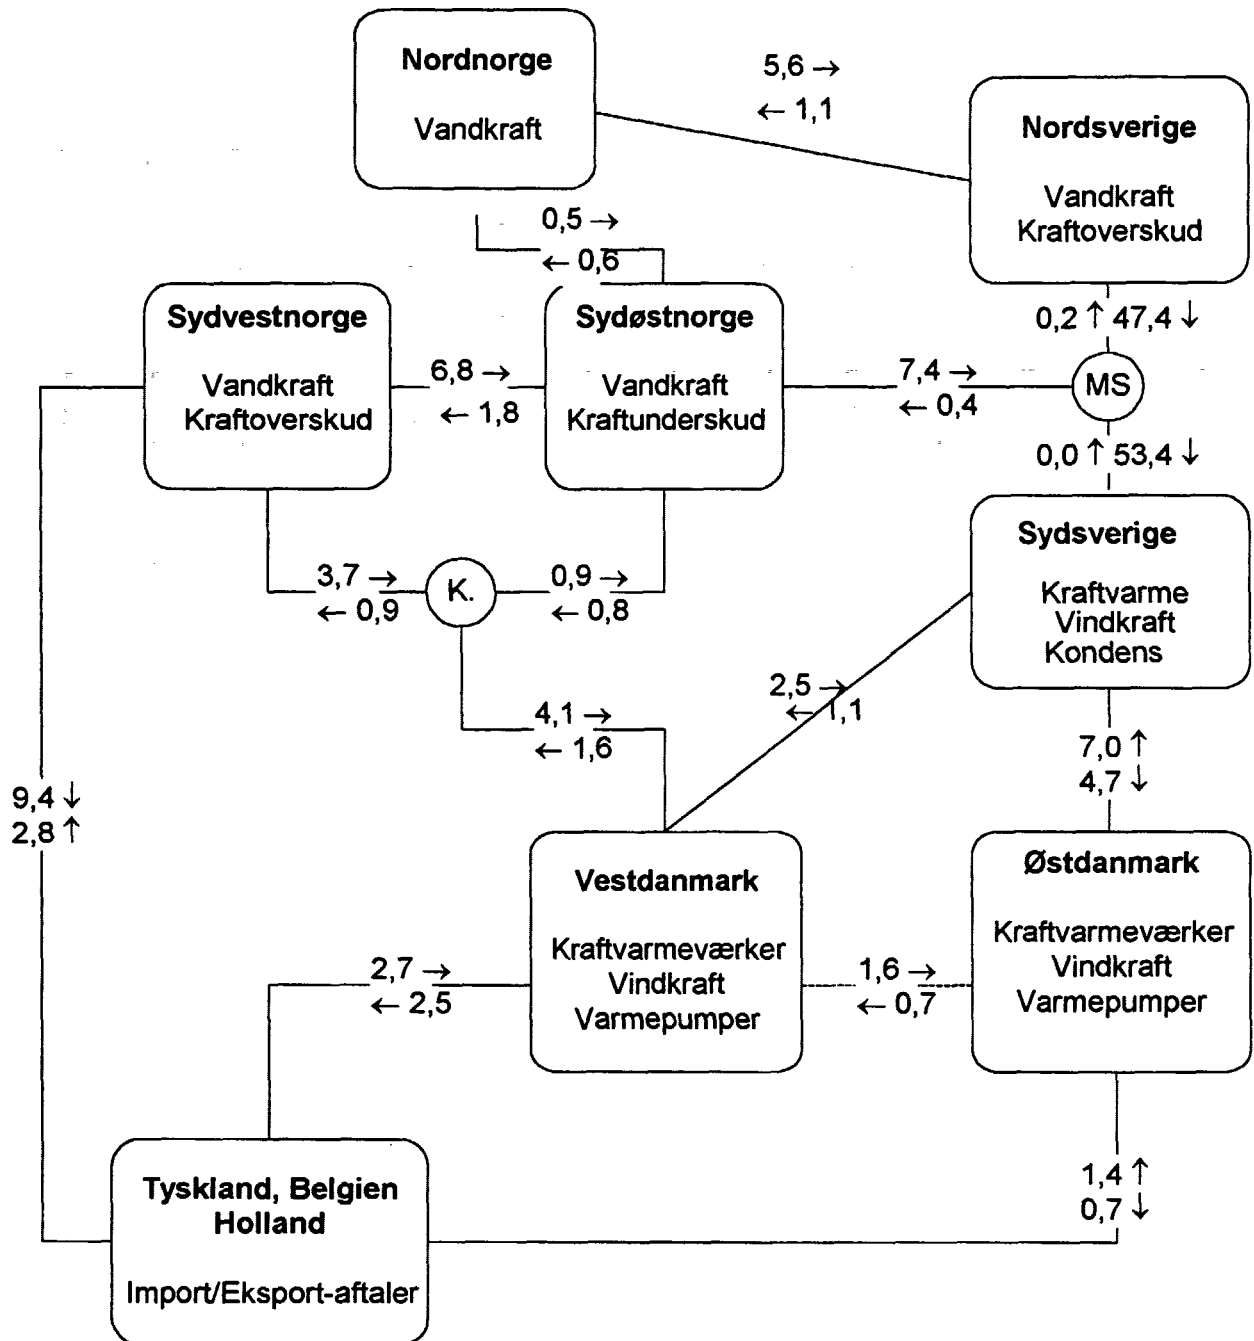 Nordnorge
Vandkraft
5,6 →
← 1,1
Nordsverige
Vandkraft
Kraftoverskud
0,5 →
← 0,6
Sydvestnorge
Vandkraft
Kraftoverskud
6,8 →
← 1,8
Sydøstnorge
Vandkraft
Kraftunderskud
7,4 →
← 0,4
0,2 ↑ 47,4 ↓
MS
0,0 ↑ 53,4 ↓
3,7 →
← 0,9
K.
0,9 →
← 0,8
Sydsverige
Kraftvarme
Vindkraft
Kondens
2,5 →
← 1,1
4,1 →
← 1,6
7,0 ↑
4,7 ↓
9,4 ↓
2,8 ↑
Vestdanmark
Kraftvarmeværker
Vindkraft
Varmepumper
Østdanmark
Kraftvarmeværker
Vindkraft
Varmepumper
2,7 →
← 2,5
1,6 →
← 0,7
Tyskland, Belgien
Holland
Import/Eksport-aftaler
1,4 ↑
0,7 ↓